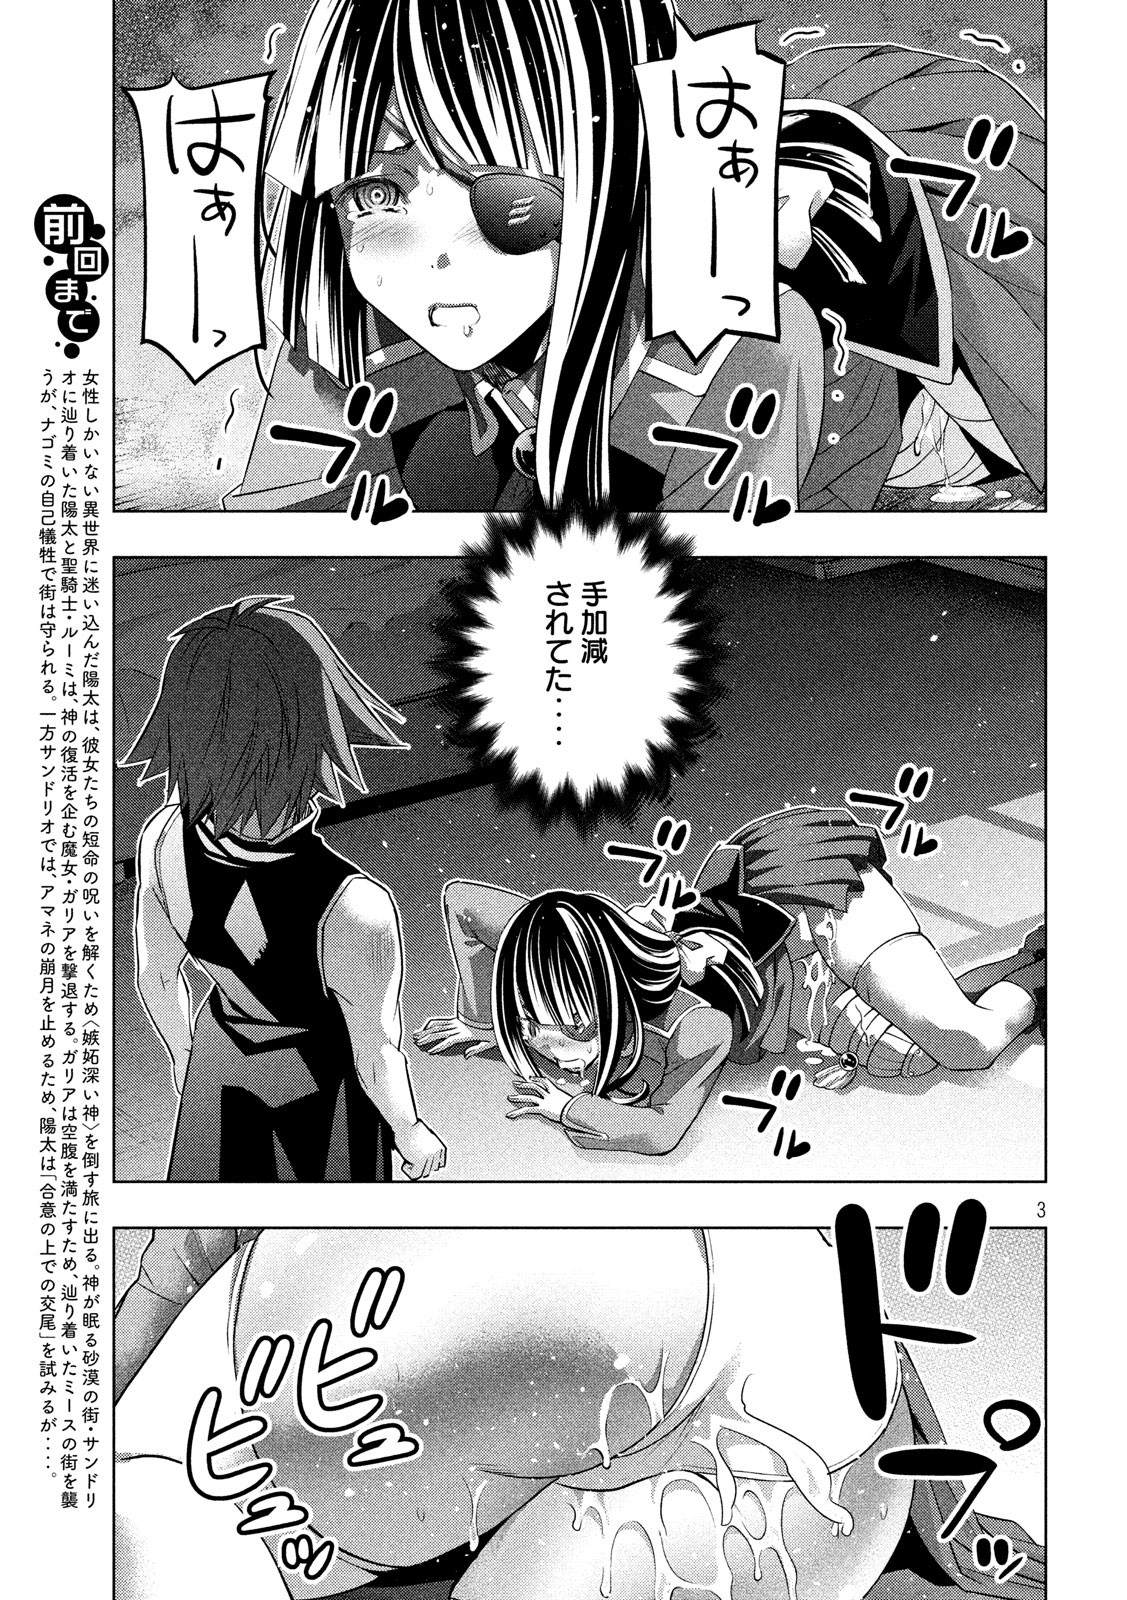 はぁーっ
はぁーっ
ブルッ
ブルッ
ブルッ
前回まで
女性しかいない異世界に迷い込んだ陽太は、彼女たちの短命の呪いを解くため〈嫉妬深い神〉を倒す旅に出る。神が眠る砂漠の街・サンドリ
オに辿り着いた陽太と聖騎士・ルーミは、神の復活を企む魔女・ガリアを撃退する。ガリアは空腹を満たすため、辿り着いたミースの街を襲
うが、ナゴミの自己犠牲で街は守られる。一方サンドリオでは、アマネの崩月を止めるため、陽太は「合意の上での交尾」を試みるが‥‥。
手加減
されてた‥‥
ブルッ
ブルッ
ブルッ
3
ドプッ
ビュッ
ビュッ